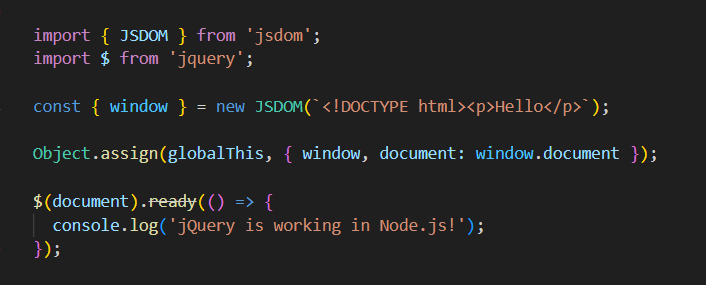 import { JSDOM } from 'jsdom';
import $ from 'jquery';
const { window } = new JSDOM(`<!DOCTYPE html><p>Hello</p>`);
Object.assign(globalThis, { window, document: window.document });
$(document).ready(() => {
console.log('jQuery is working in Node.js!');
});